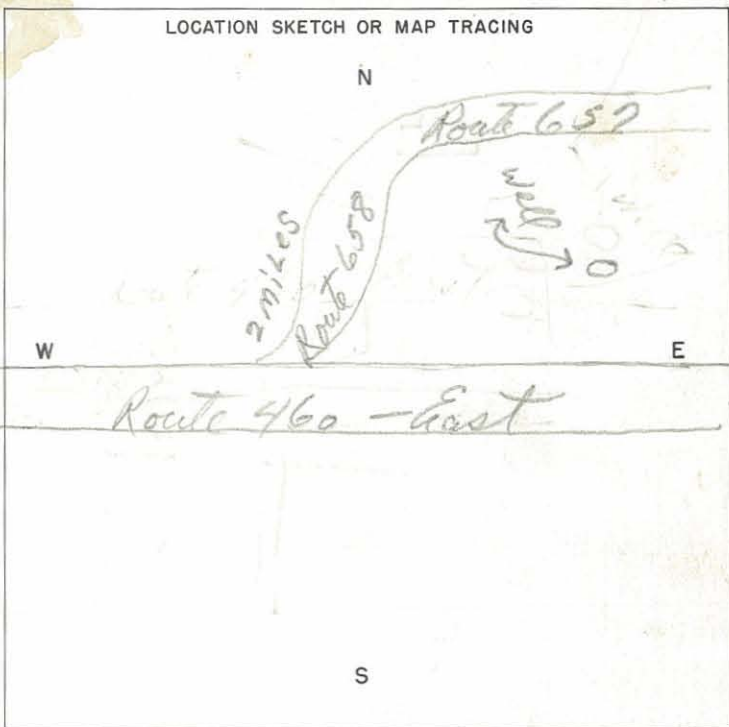 LOCATION SKETCH OR MAP TRACING
N
Route 657
Well
2 miles
Route 658
W
E
Route 460 - East
S